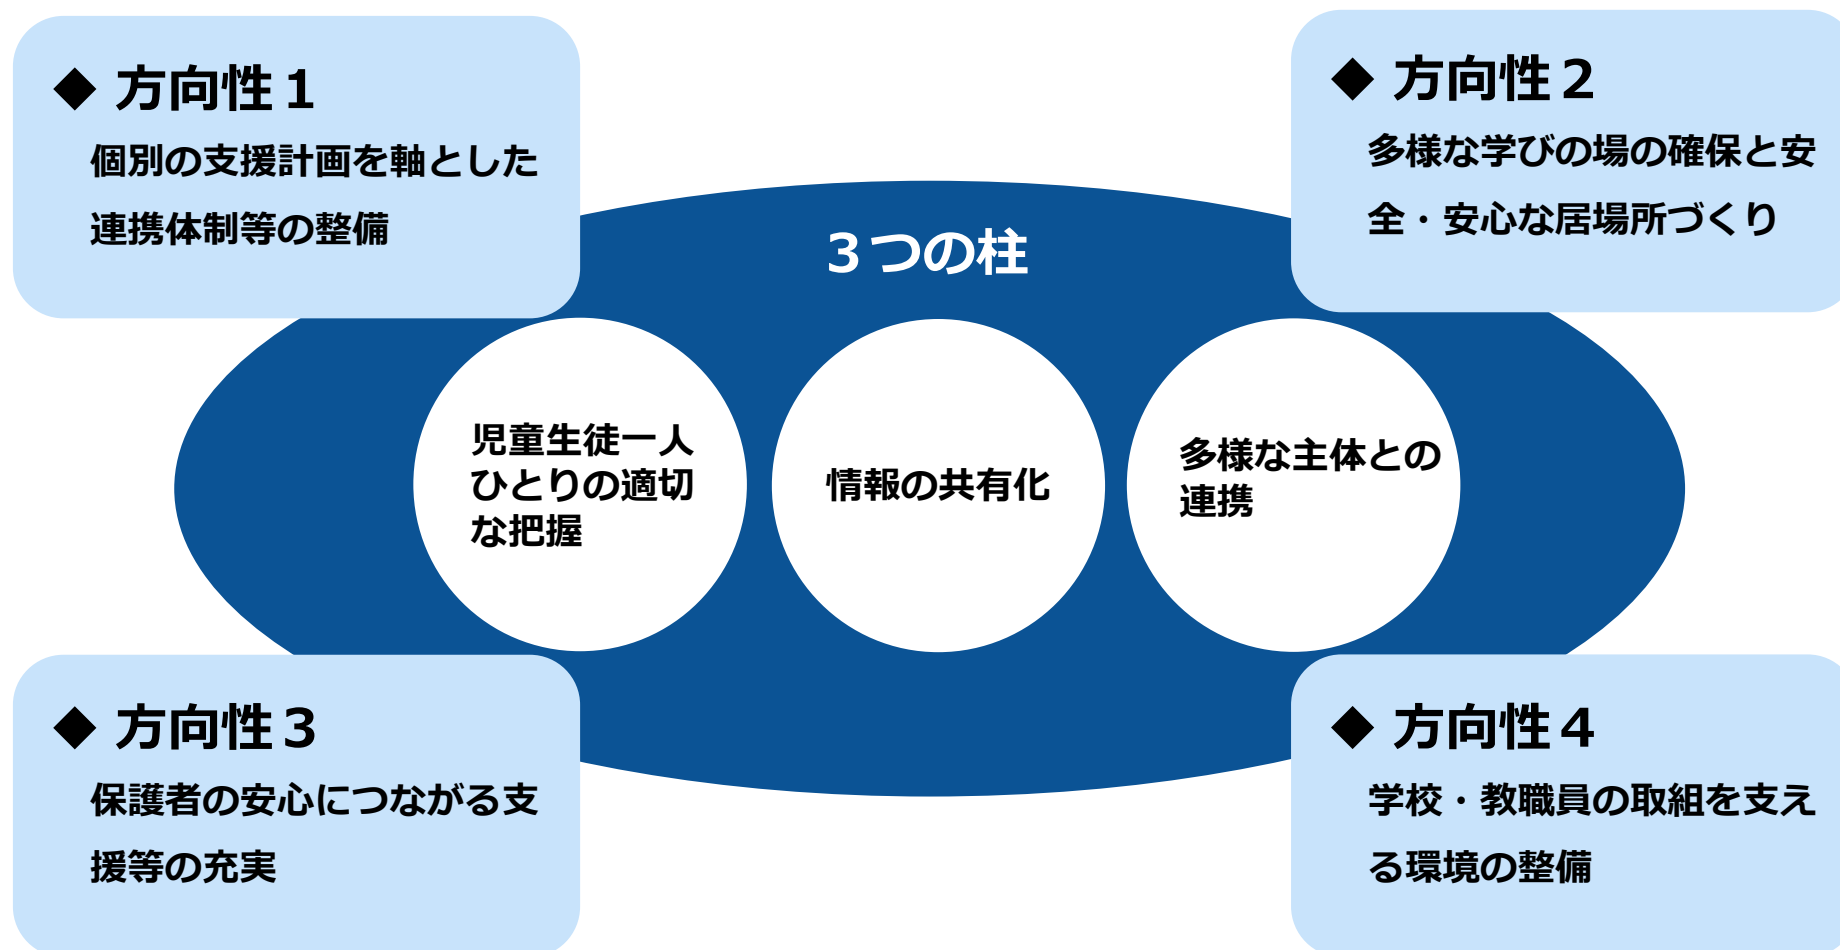 ◆ 方向性１
個別の支援計画を軸とした
連携体制等の整備
◆ 方向性２
多様な学びの場の確保と安
全・安心な居場所づくり
３つの柱
児童生徒一人
ひとりの適切
な把握
情報の共有化
多様な主体との
連携
◆ 方向性３
保護者の安心につながる支
援等の充実
◆ 方向性４
学校・教職員の取組を支え
る環境の整備